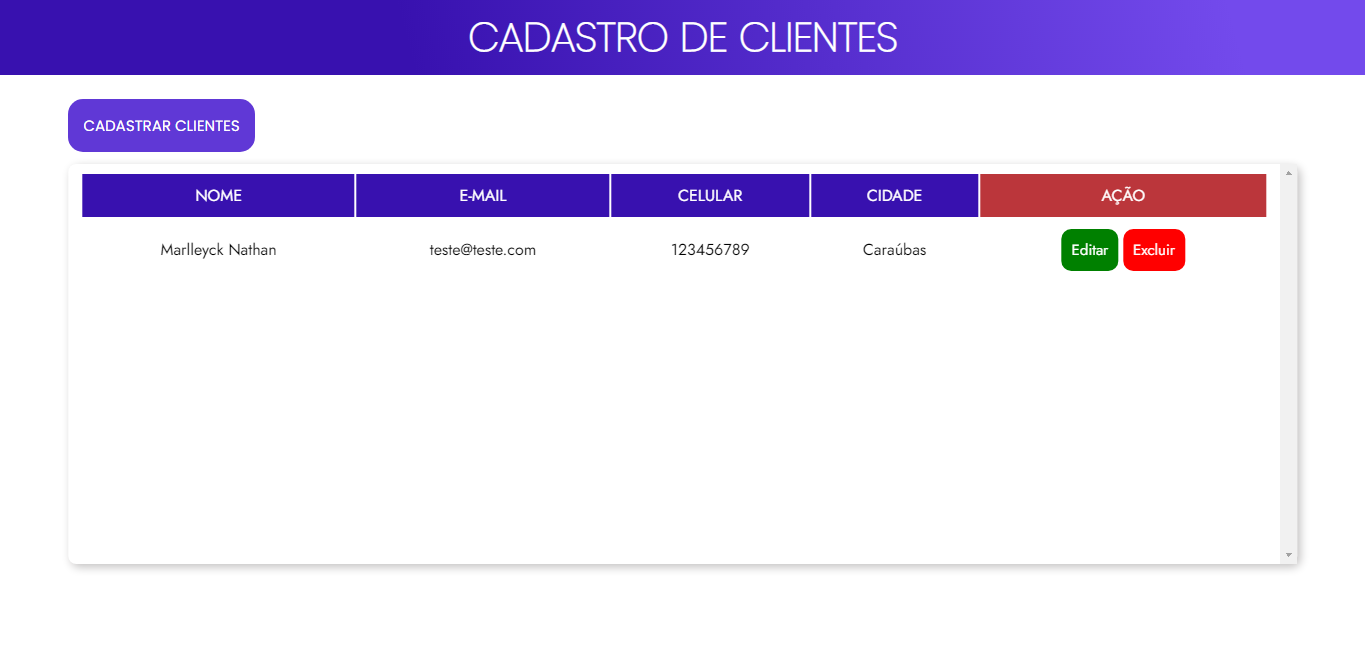 CADASTRO DE CLIENTES
CADASTRAR CLIENTES
NOME E-MAIL CELULAR CIDADE AÇÃO
Marlleyck Nathan teste@teste.com 123456789 Caraúbas Editar Excluir